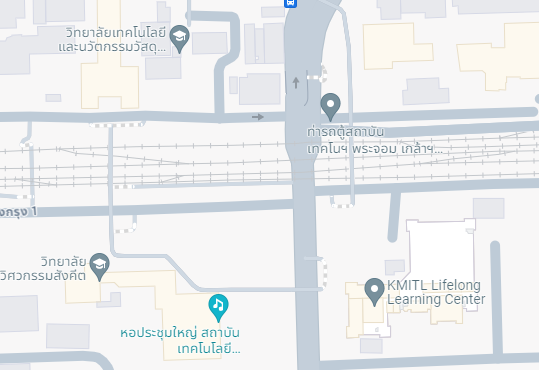 วิทยาลัยเทคโนโลยี
และนวัตกรรมวัสดุ...
ท่ารถตู้สถาบัน
เทคโนฯ พระจอม เกล้าฯ...
งกรุง 1
วิทยาลัย
วิศวกรรมสังคีต
KMITL Lifelong
Learning Center
หอประชุมใหญ่ สถาบัน
เทคโนโลยี...